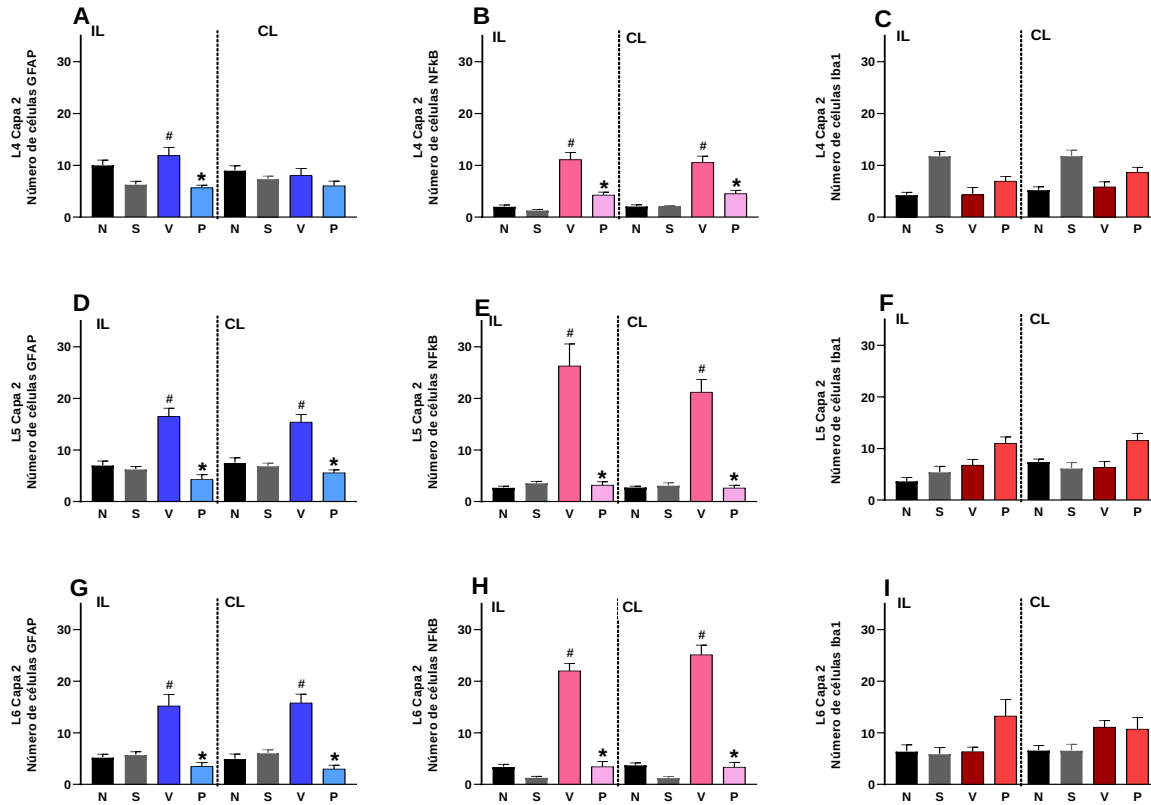 A
IL
CL
L4 Capa 2
Número de células GFAP
30
20
10
0
#
*
N S V P N S V P
B
IL
CL
L4 Capa 2
Número de células NFkB
30
20
10
0
#
*
#
*
N S V P N S V P
C
IL
CL
L4 Capa 2
Número de células Iba1
30
20
10
0
N S V P N S V P
D
IL
CL
L5 Capa 2
Número de células GFAP
30
20
10
0
#
*
#
*
N S V P N S V P
E
IL
CL
L5 Capa 2
Número de células NFkB
30
20
10
0
#
*
#
*
N S V P N S V P
F
IL
CL
L5 Capa 2
Número de células Iba1
30
20
10
0
N S V P N S V P
G
IL
CL
L6 Capa 2
Número de células GFAP
30
20
10
0
#
*
#
*
N S V P N S V P
H
IL
CL
L6 Capa 2
Número de células NFkB
30
20
10
0
#
*
#
*
N S V P N S V P
I
IL
CL
L6 Capa 2
Número de células Iba1
30
20
10
0
N S V P N S V P